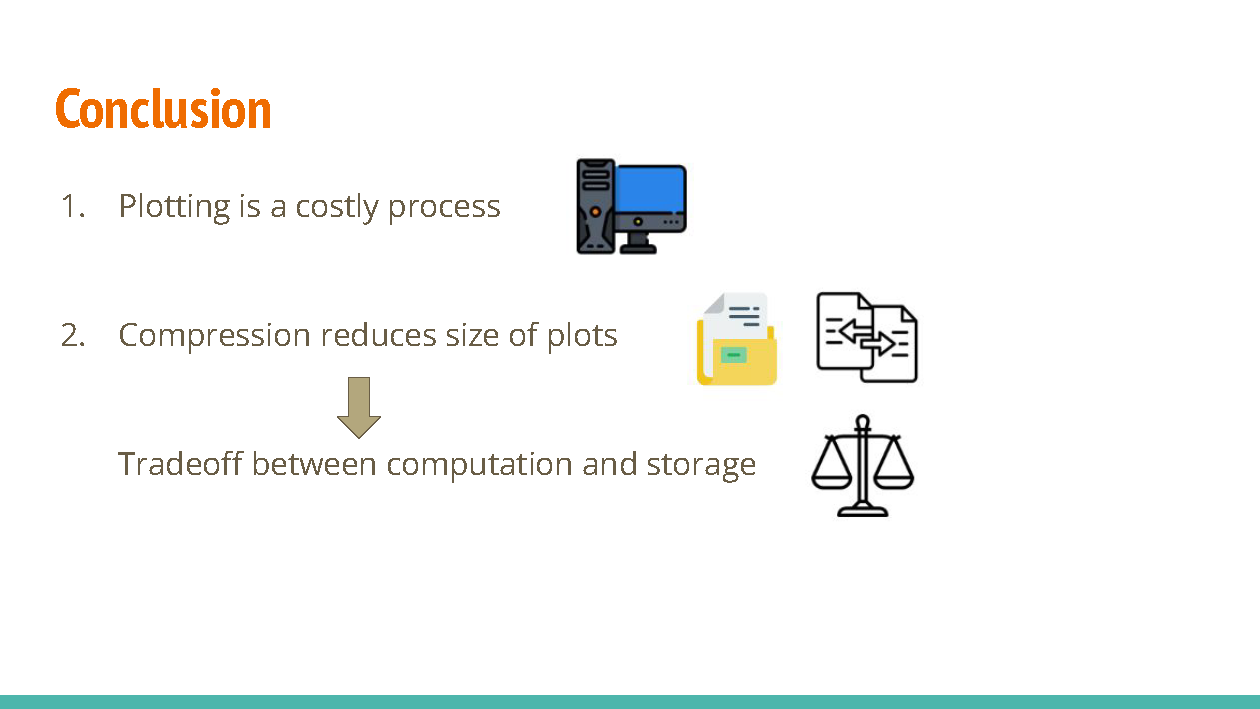 Conclusion
1. Plotting is a costly process
2. Compression reduces size of plots
Tradeoff between computation and storage